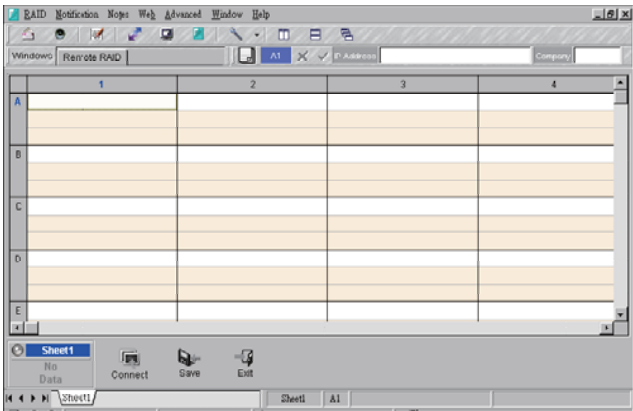 RAID Notification Notes Web Advanced Window Help
Windows Remote RAID A1 IP Address Company
1 2 3 4
A
B
C
D
E
Sheet1
No
Data
Connect Save Exit
Sheet1 Sheet1 A1